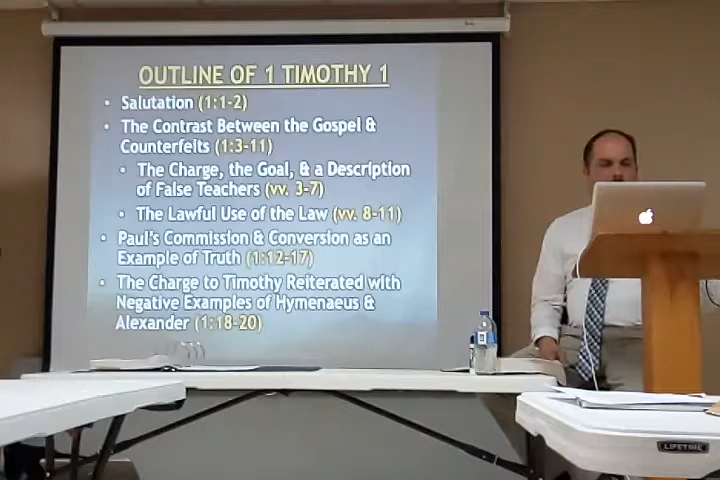 OUTLINE OF 1 TIMOTHY 1
• Salutation (1:1-2)
• The Contrast Between the Gospel &
Counterfeits (1:3-11)
• The Charge, the Goal, & a Description
of False Teachers (vv. 3-7)
• The Lawful Use of the Law (vv. 8-11)
• Paul's Commission & Conversion as an
Example of Truth (1:12-17)
• The Charge to Timothy Reiterated with
Negative Examples of Hymenaeus &
Alexander (1:18-20)
LIFETIME